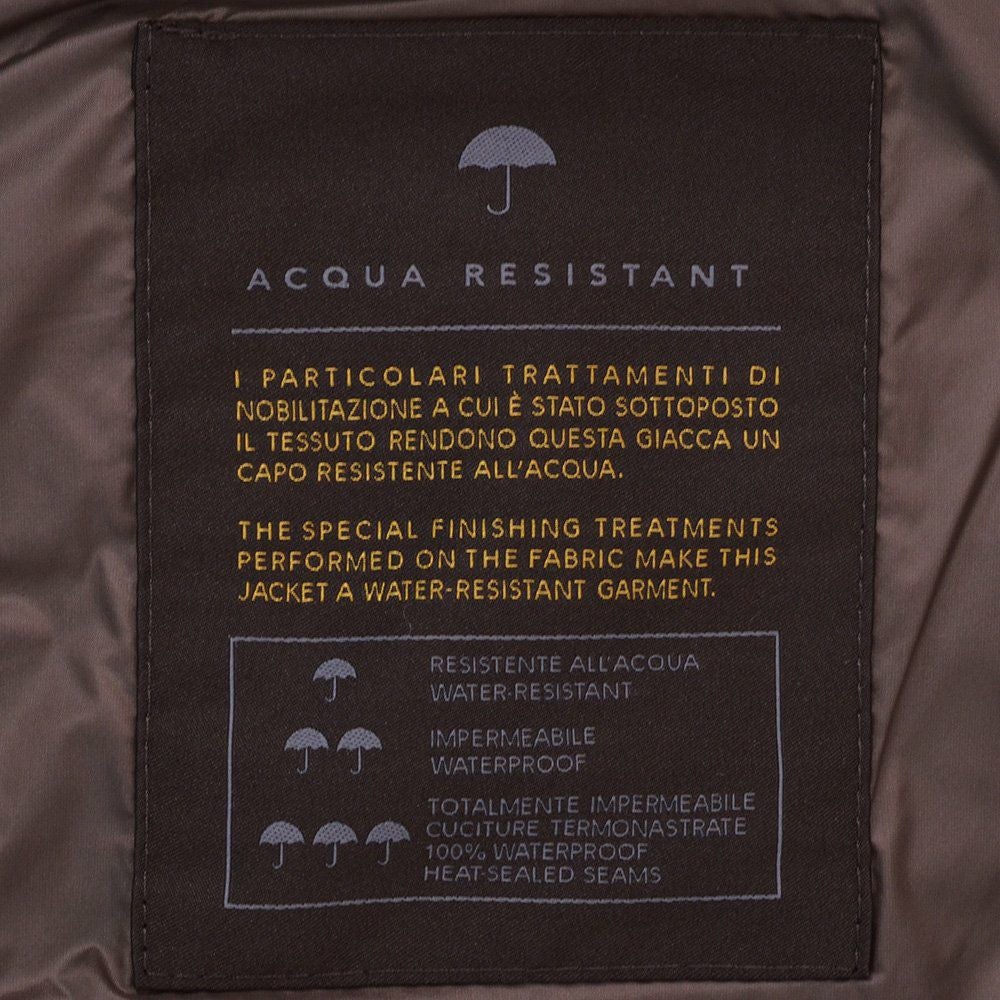 ACQUA RESISTANT
I PARTICOLARI TRATTAMENTI DI
NOBILITAZIONE A CUI È STATO SOTTOPOSTO
IL TESSUTO RENDONO QUESTA GIACCA UN
CAPO RESISTENTE ALL'ACQUA.
THE SPECIAL FINISHING TREATMENTS
PERFORMED ON THE FABRIC MAKE THIS
JACKET A WATER-RESISTANT GARMENT.
RESISTENTE ALL'ACQUA
WATER-RESISTANT
IMPERMEABILE
WATERPROOF
TOTALMENTE IMPERMEABILE
CUCITURE TERMONASTRATE
100% WATERPROOF
HEAT-SEALED SEAMS